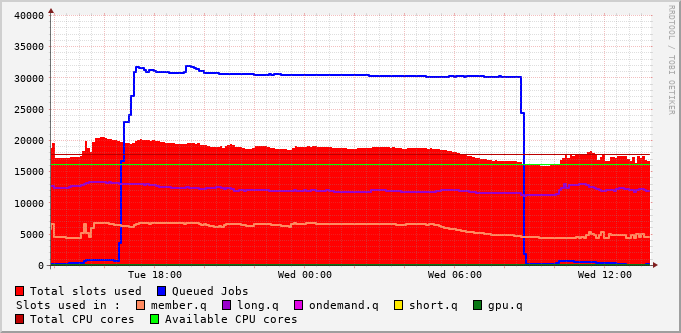 40000
35000
30000
25000
20000
15000
10000
5000
0
Tue 18:00 Wed 00:00 Wed 06:00 Wed 12:00
Total slots used Queued Jobs
Slots used in : member.q long.q ondemand.q short.q gpu.q
Total CPU cores Available CPU cores
RRDTOOL / TOBI OETIKER